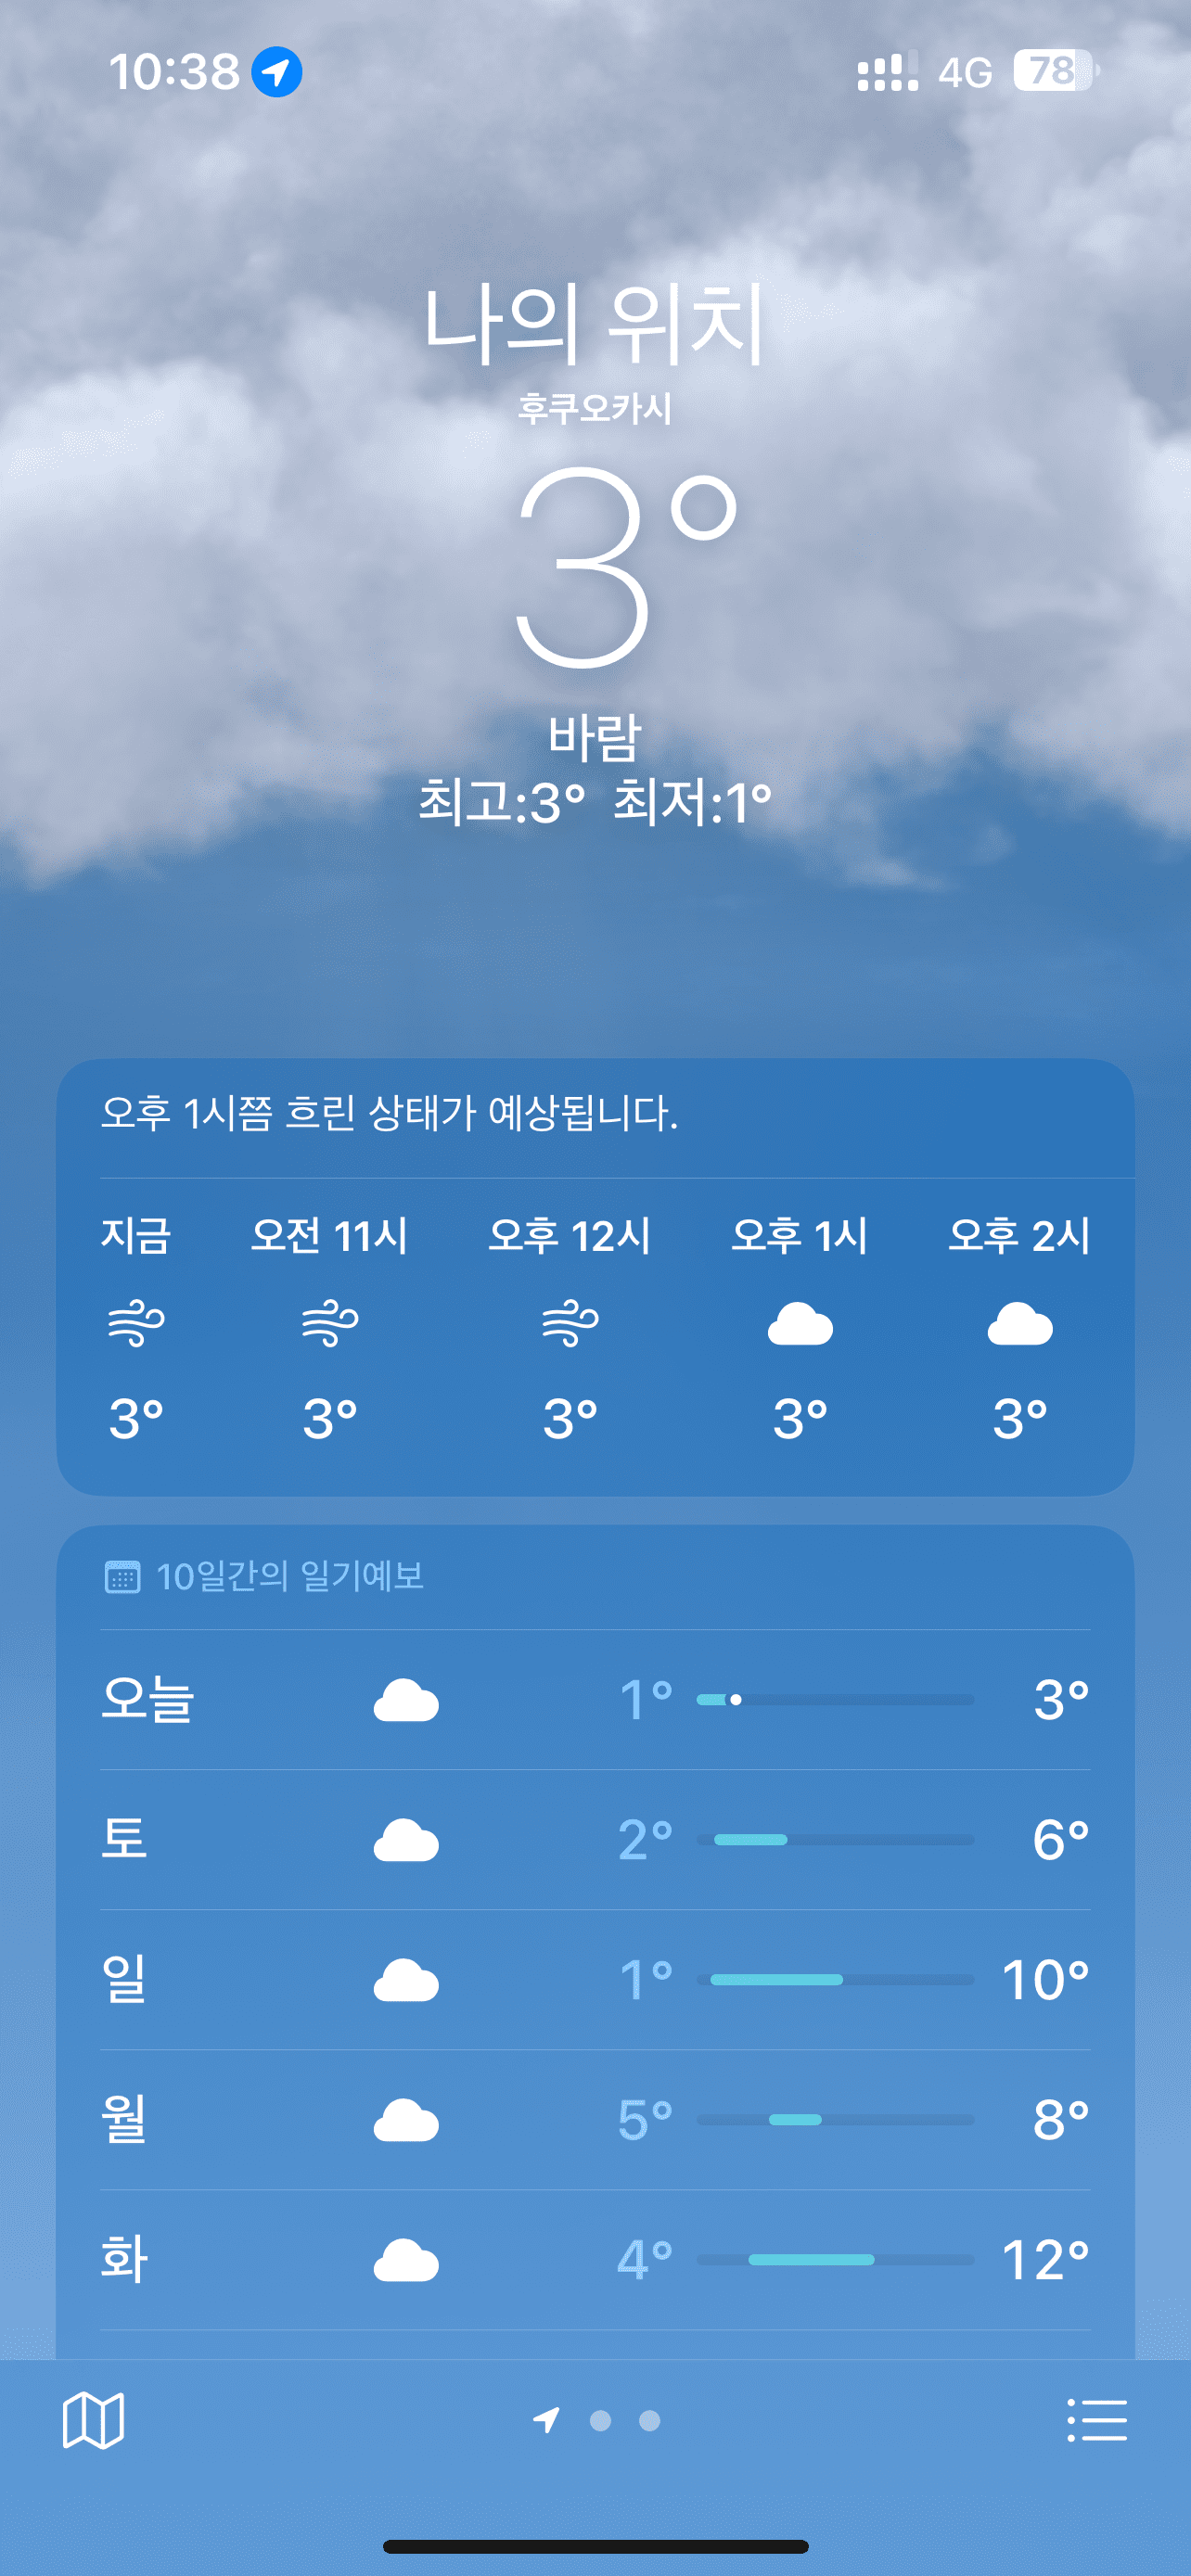 10:38 4G 78
나의 위치
후쿠오카시
3°
바람
최고:3° 최저:1°
오후 1시쯤 흐린 상태가 예상됩니다.
지금 오전 11시 오후 12시 오후 1시 오후 2시
3° 3° 3° 3° 3°
10일간의 일기예보
오늘 1° 3°
토 2° 6°
일 1° 10°
월 5° 8°
화 4° 12°